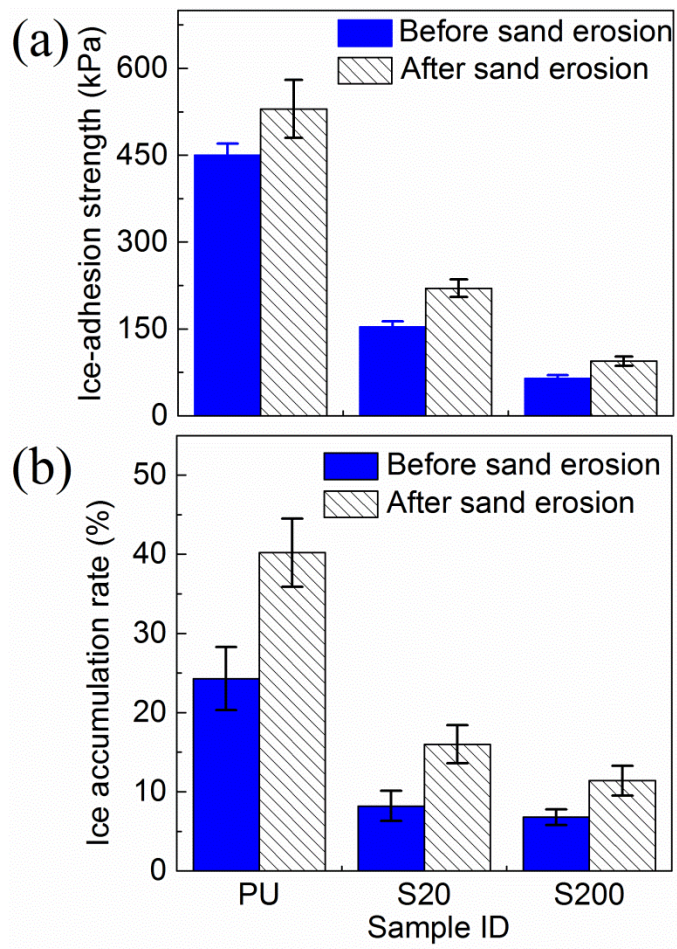 (a)
Before sand erosion
After sand erosion
Ice-adhesion strength (kPa)
600
450
300
150
0
(b)
Before sand erosion
After sand erosion
Ice accumulation rate (%)
50
40
30
20
10
0
PU S20 S200
Sample ID